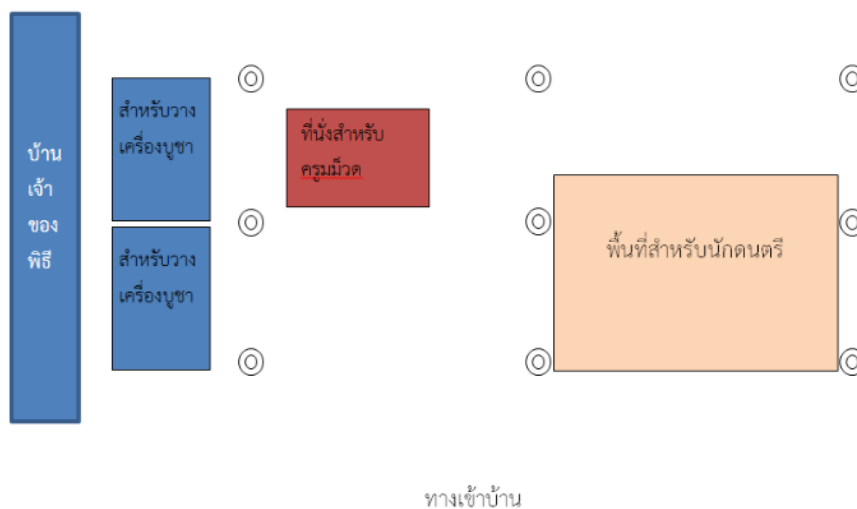 บ้าน
เจ้า
ของ
พิธี
สำหรับวาง
เครื่องบูชา
สำหรับวาง
เครื่องบูชา
ที่นั่งสำหรับ
ครูมม็วด
พื้นที่สำหรับนักดนตรี
ทางเข้าบ้าน